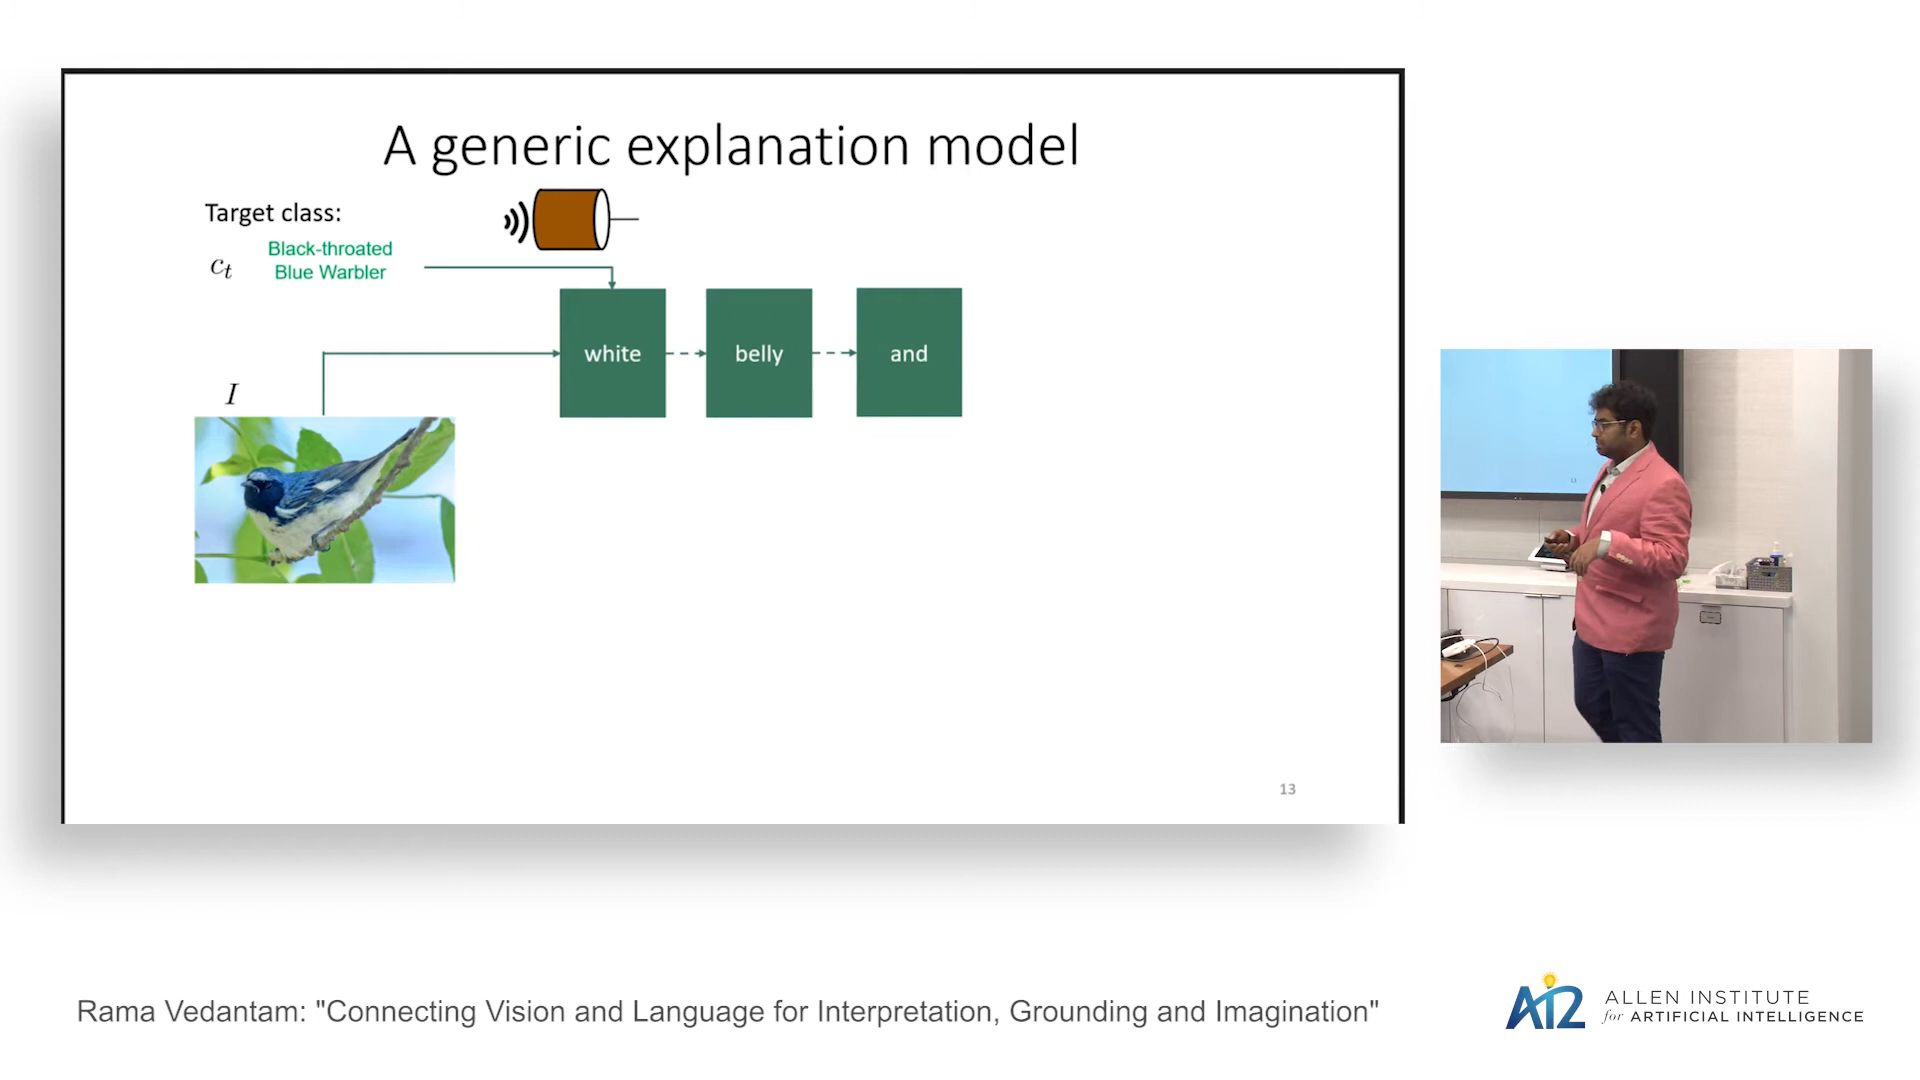 A generic explanation model
Target class:
c_t
Black-throated
Blue Warbler
white
belly
and
I
13
Rama Vedantam: "Connecting Vision and Language for Interpretation, Grounding and Imagination"
AI2
ALLEN INSTITUTE
for ARTIFICIAL INTELLIGENCE